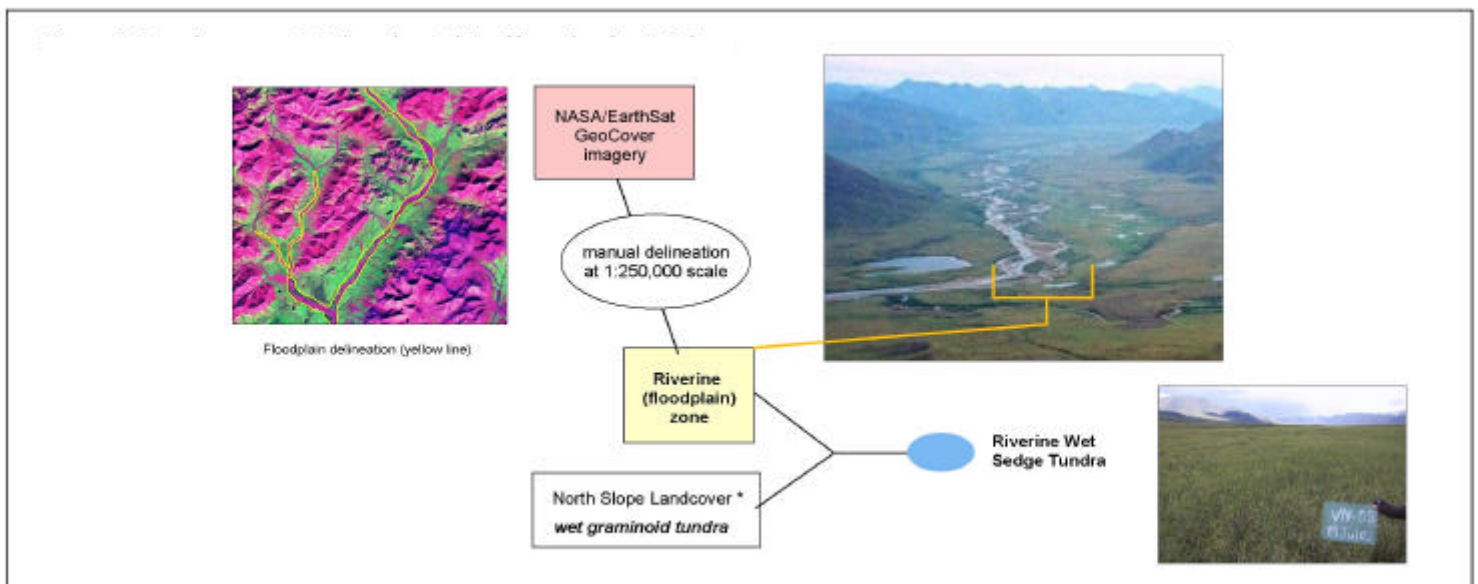 NASA/EarthSat
GeoCover
imagery
manual delineation
at 1:250,000 scale
Floodplain delineation (yellow line)
Riverine
(floodplain)
zone
Riverine Wet
Sedge Tundra
North Slope Landcover *
wet graminoid tundra